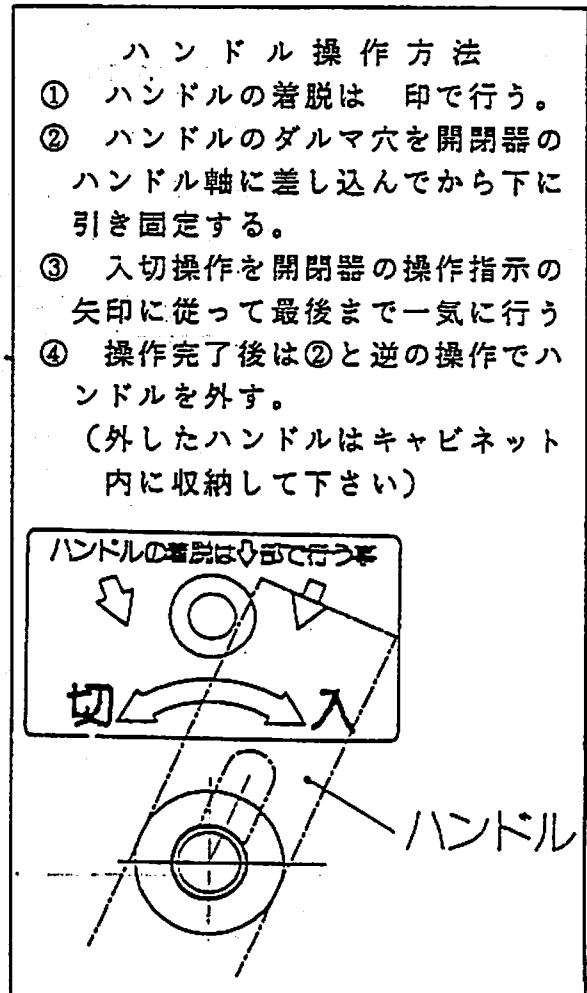 ハンドル操作方法
① ハンドルの着脱は 印で行う。
② ハンドルのダルマ穴を開閉器の
ハンドル軸に差し込んでから下に
引き固定する。
③ 入切操作を開閉器の操作指示の
矢印に従って最後まで一気に行う
④ 操作完了後は②と逆の操作でハ
ンドルを外す。
(外したハンドルはキャビネット
内に収納して下さい)
ハンドルの着脱は⇩部で行う事
切 入
ハンドル